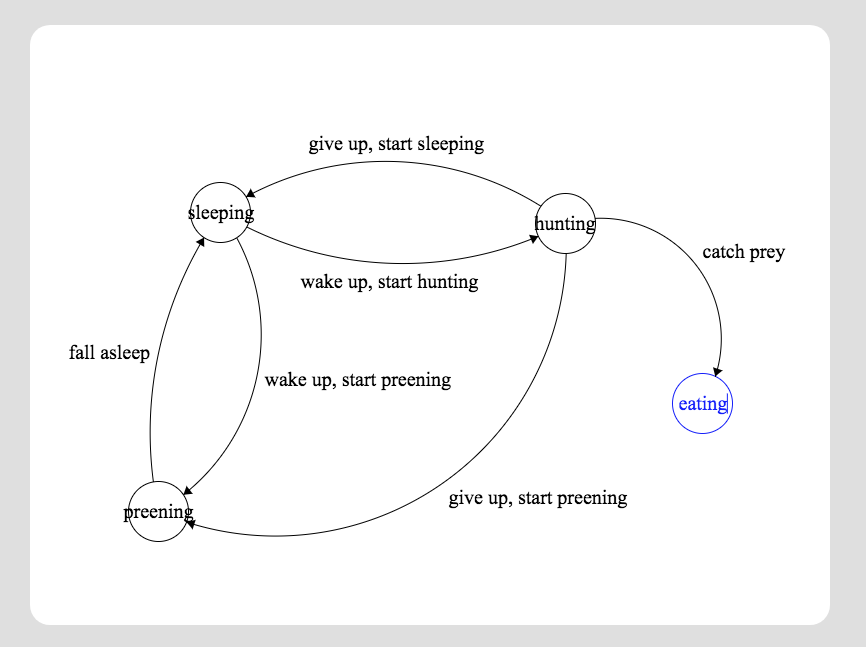 give up, start sleeping
sleeping
hunting
catch prey
wake up, start hunting
fall asleep
wake up, start preening
eating
give up, start preening
preening